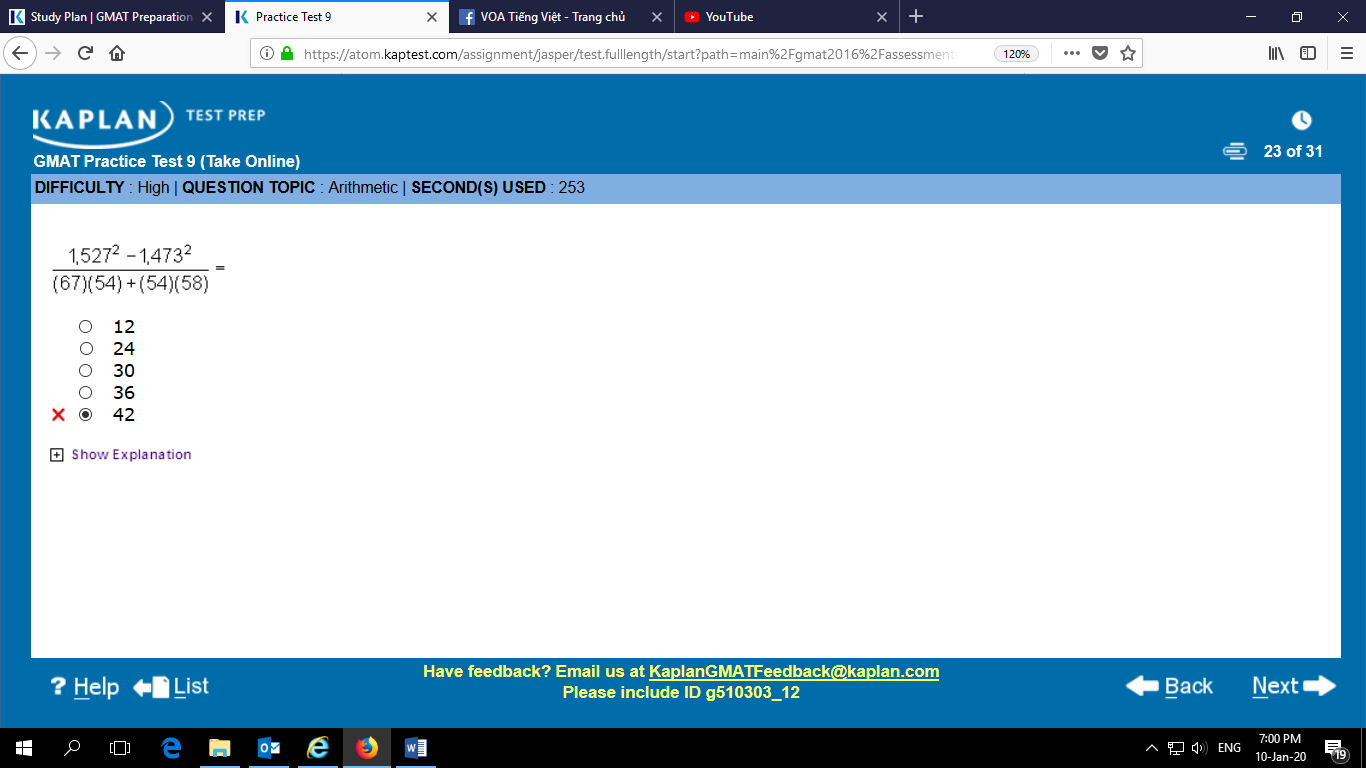 Study Plan | GMAT Preparation
Practice Test 9
VOA Tiếng Việt - Trang chủ
YouTube
https://atom.kaptest.com/assignment/jasper/test.fulllength/start?path=main%2Fgmat2016%2Fassessment
120%
KAPLAN TEST PREP
GMAT Practice Test 9 (Take Online)
23 of 31
DIFFICULTY : High | QUESTION TOPIC : Arithmetic | SECOND(S) USED : 253
1,527² − 1,473²
(67)(54) + (54)(58)
=
12
24
30
36
42
Show Explanation
Have feedback? Email us at KaplanGMATFeedback@kaplan.com
Please include ID g510303_12
? Help
List
Back
Next
ENG
7:00 PM
10-Jan-20
19